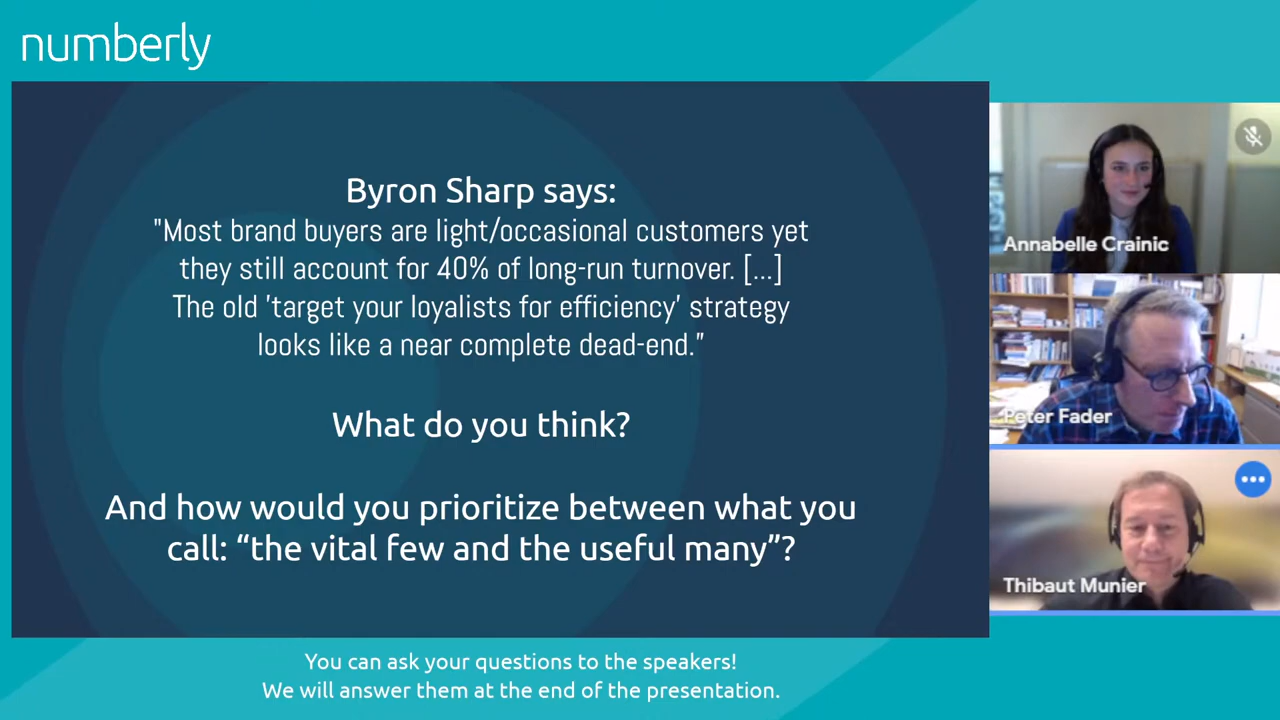 numberly
Byron Sharp says:
"Most brand buyers are light/occasional customers yet
they still account for 40% of long-run turnover. [...]
The old 'target your loyalists for efficiency' strategy
looks like a near complete dead-end.”
What do you think?
And how would you prioritize between what you
call: “the vital few and the useful many”?
Annabelle Crainic
Peter Fader
Thibaut Munier
You can ask your questions to the speakers!
We will answer them at the end of the presentation.